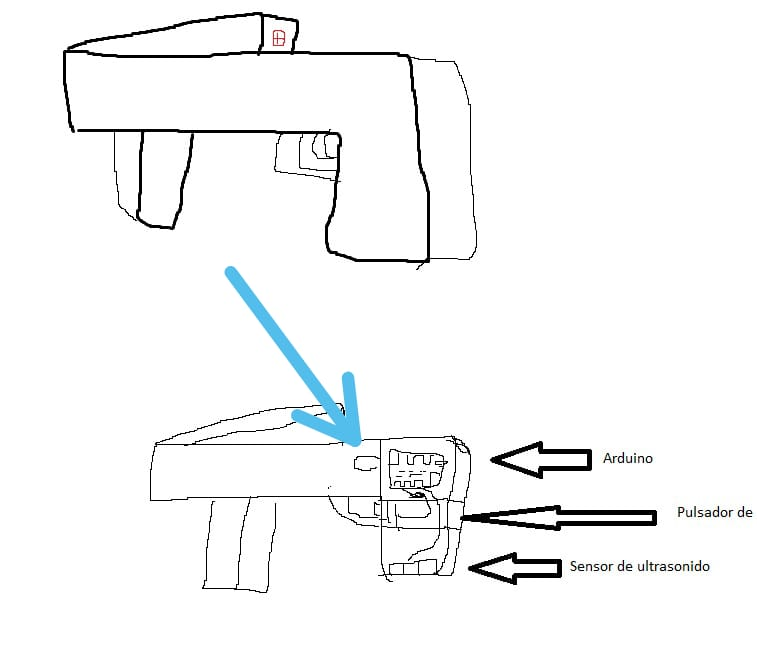 Arduino
Pulsador de
Sensor de ultrasonido